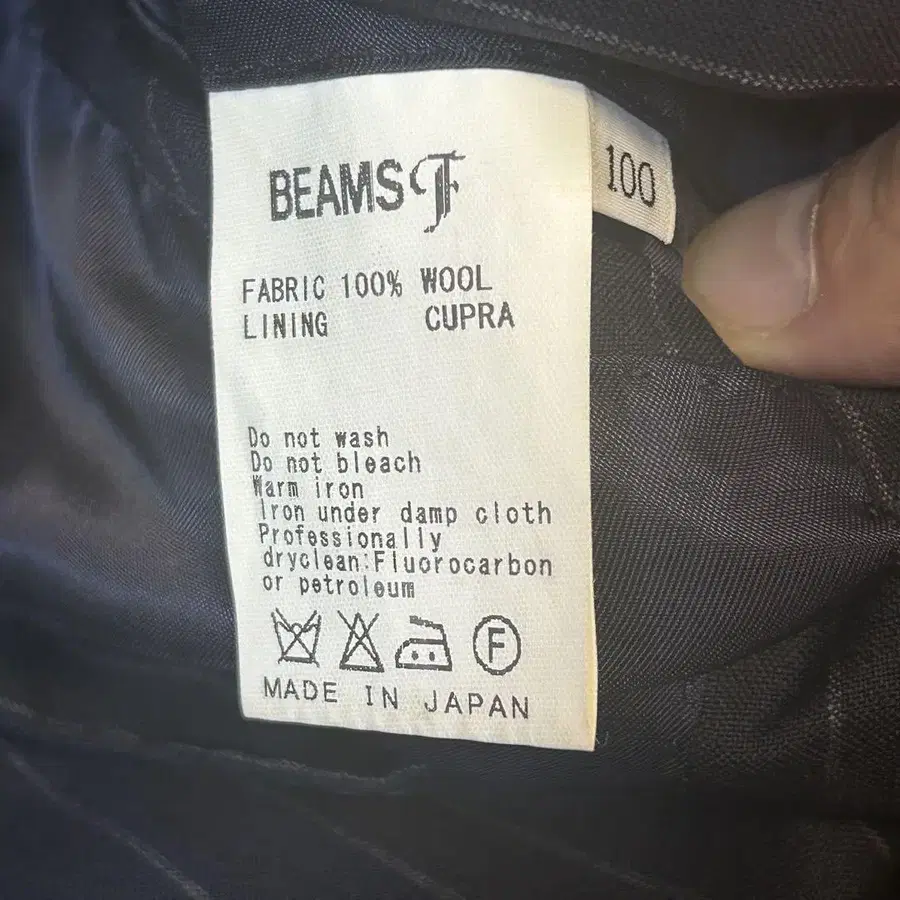 BEAMS F
100
FABRIC 100% WOOL
LINING CUPRA
Do not wash
Do not bleach
Warm iron
Iron under damp cloth
Professionally
dryclean:Fluorocarbon
or petroleum
F
MADE IN JAPAN